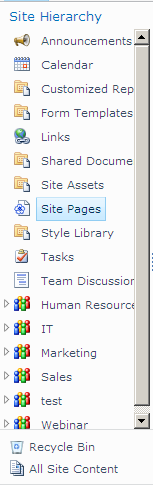 Site Hierarchy
Announcements
Calendar
Customized Rep
Form Templates
Links
Shared Docume
Site Assets
Site Pages
Style Library
Tasks
Team Discussion
Human Resource
IT
Marketing
Sales
test
Webinar
Recycle Bin
All Site Content